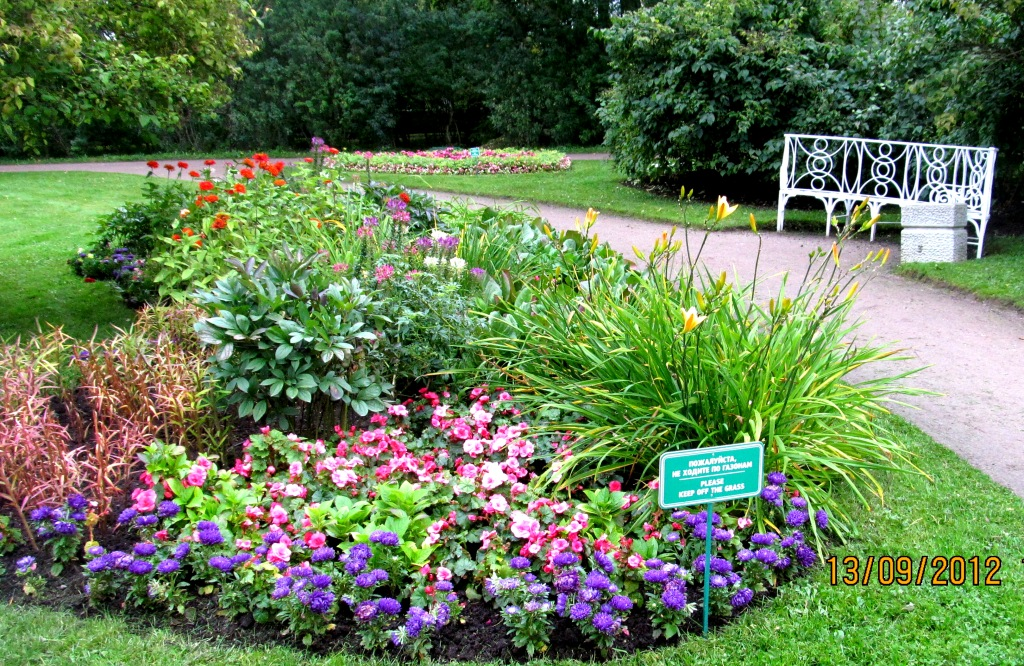 ПОЖАЛУЙСТА,
НЕ ХОДИТЕ ПО ГАЗОНАМ
PLEASE
KEEP OFF THE GRASS
13/09/2012